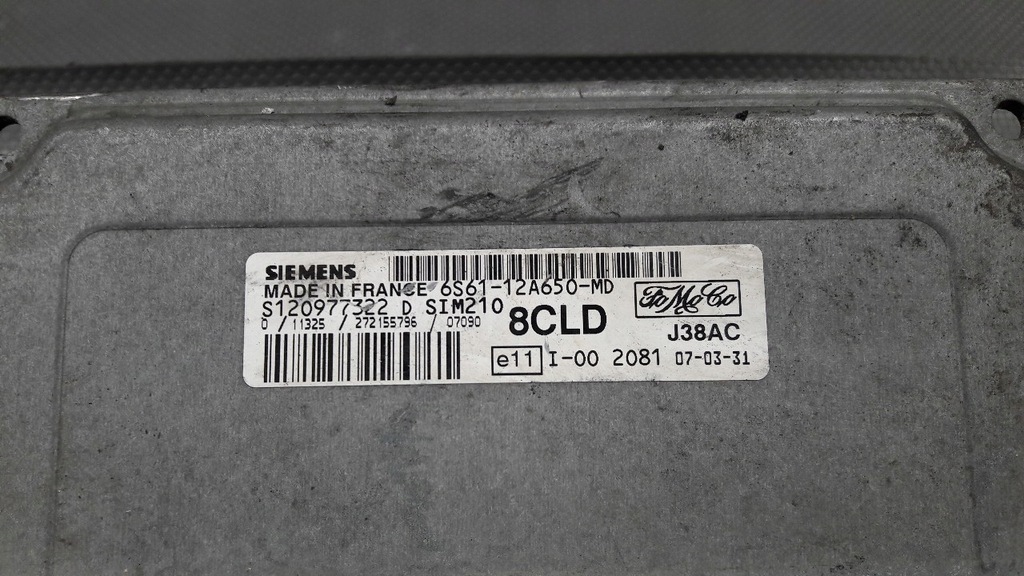 SIEMENS
MADE IN FRANCE 6S61-12A650-MD
S120977322 D SIM210
0 / 11325 / 272155796 / 07090
8CLD
FoMoCo
J38AC
e11 I-00 2081 07-03-31